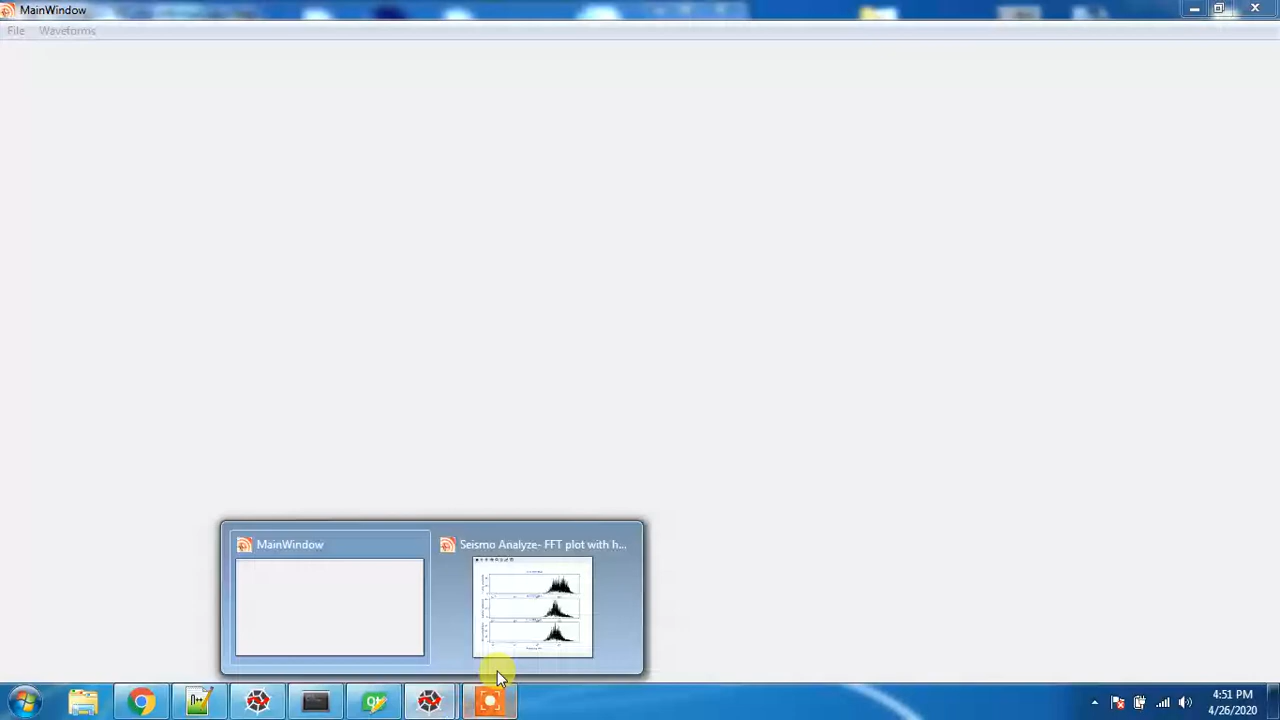 MainWindow
File Waveforms
MainWindow
Seismo Analyze- FFT plot with h...
4:51 PM
4/26/2020